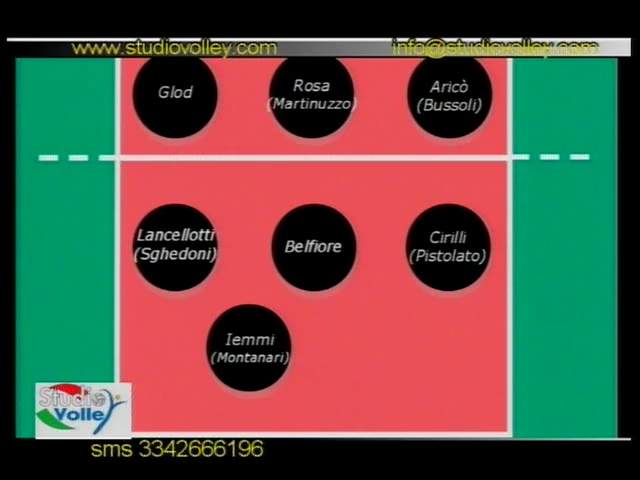 www.studiovolley.com
info@studiovolley.com
Glod
Rosa
(Martinuzzo)
Aricò
(Bussoli)
Lancellotti
(Sghedoni)
Belfiore
Cirilli
(Pistolato)
Iemmi
(Montanari)
Studio
Volley
sms 3342666196